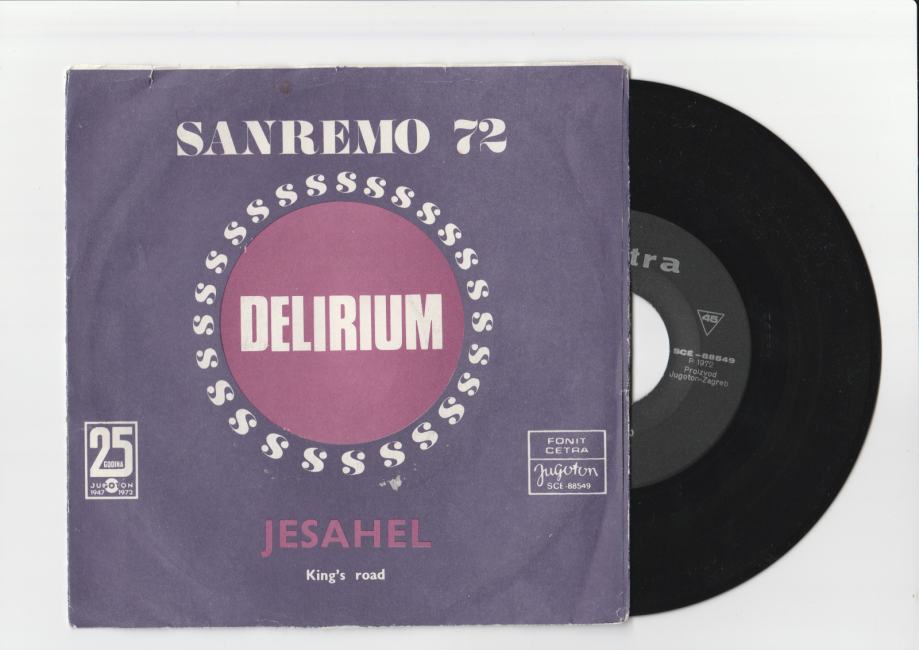 SANREMO 72
DELIRIUM
25
GODINA
JUGOTON
1947 1972
FONIT
CETRA
Jugoton
SCE-88549
JESAHEL
King's road
tra
45
SCE-88549
P 1972
Proizvod
Jugoton-Zagreb